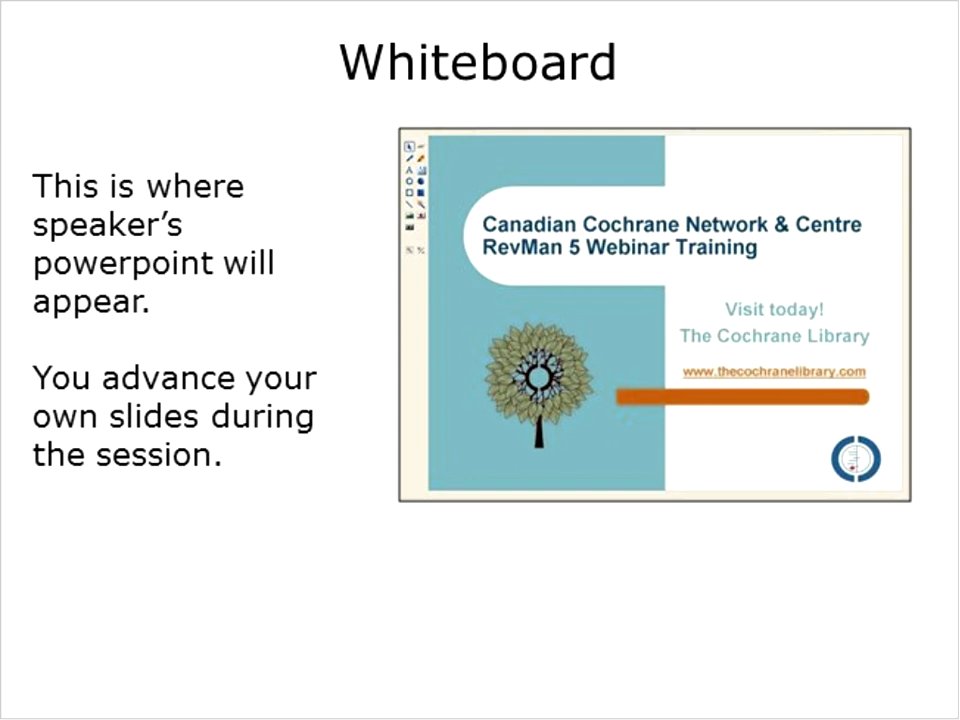 Whiteboard
This is where
speaker’s
powerpoint will
appear.
You advance your
own slides during
the session.
Canadian Cochrane Network & Centre
RevMan 5 Webinar Training
Visit today!
The Cochrane Library
www.thecochranelibrary.com